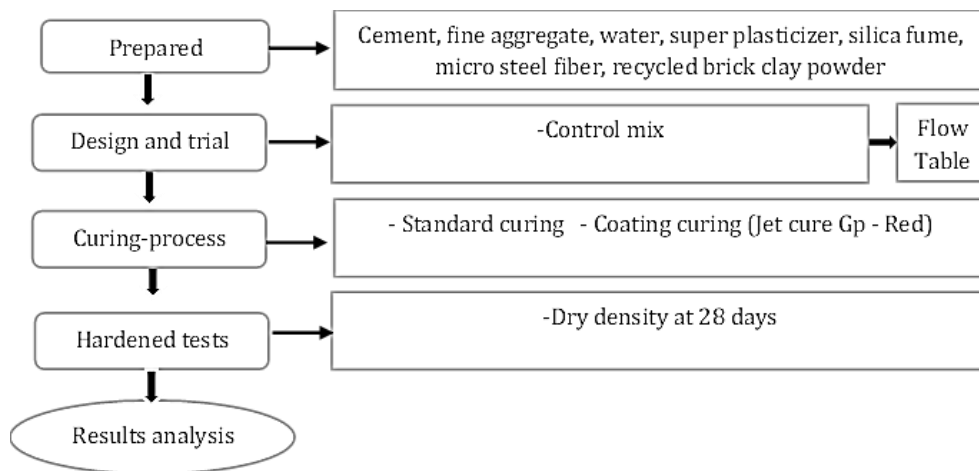 Prepared
Cement, fine aggregate, water, super plasticizer, silica fume,
micro steel fiber, recycled brick clay powder
Design and trial
-Control mix
Flow
Table
Curing-process
- Standard curing - Coating curing (Jet cure Gp - Red)
Hardened tests
-Dry density at 28 days
Results analysis